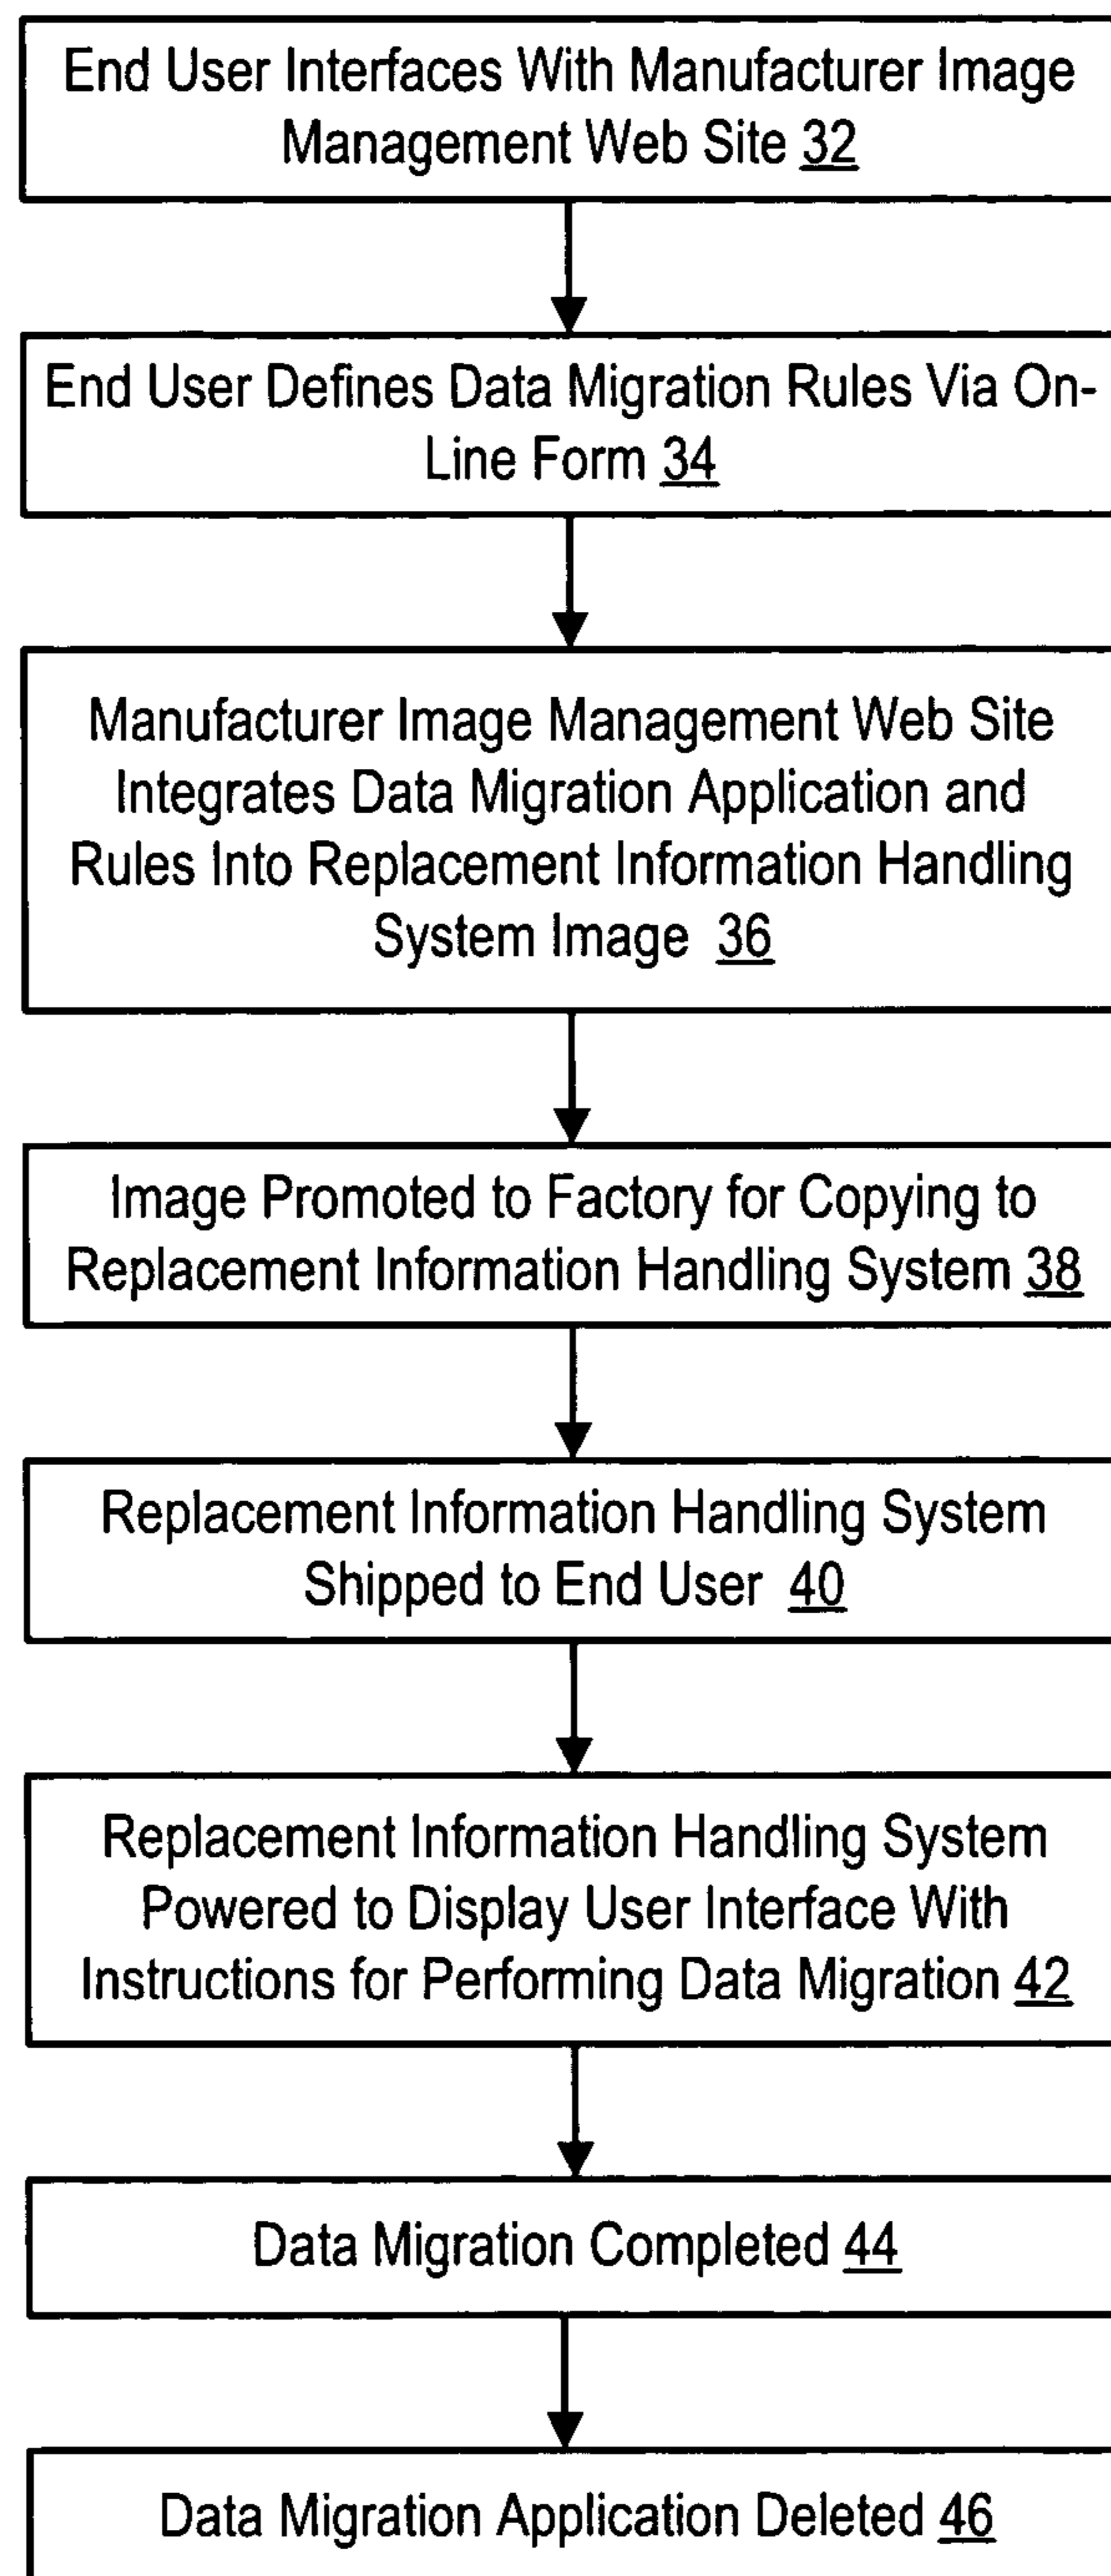 End User Interfaces With Manufacturer Image
Management Web Site 32
End User Defines Data Migration Rules Via On-
Line Form 34
Manufacturer Image Management Web Site
Integrates Data Migration Application and
Rules Into Replacement Information Handling
System Image 36
Image Promoted to Factory for Copying to
Replacement Information Handling System 38
Replacement Information Handling System
Shipped to End User 40
Replacement Information Handling System
Powered to Display User Interface With
Instructions for Performing Data Migration 42
Data Migration Completed 44
Data Migration Application Deleted 46